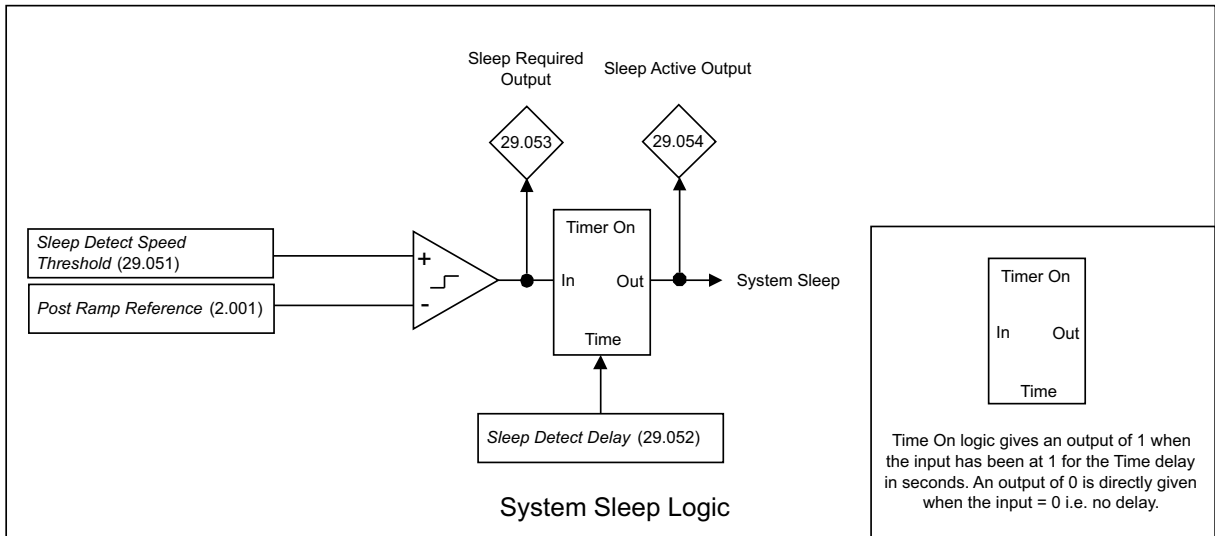 Sleep Required
Output
Sleep Active Output
29.053
29.054
Sleep Detect Speed
Threshold (29.051)
+
Post Ramp Reference (2.001)
-
Timer On
In
Out
Time
System Sleep
Sleep Detect Delay (29.052)
System Sleep Logic
Timer On
In
Out
Time
Time On logic gives an output of 1 when
the input has been at 1 for the Time delay
in seconds. An output of 0 is directly given
when the input = 0 i.e. no delay.